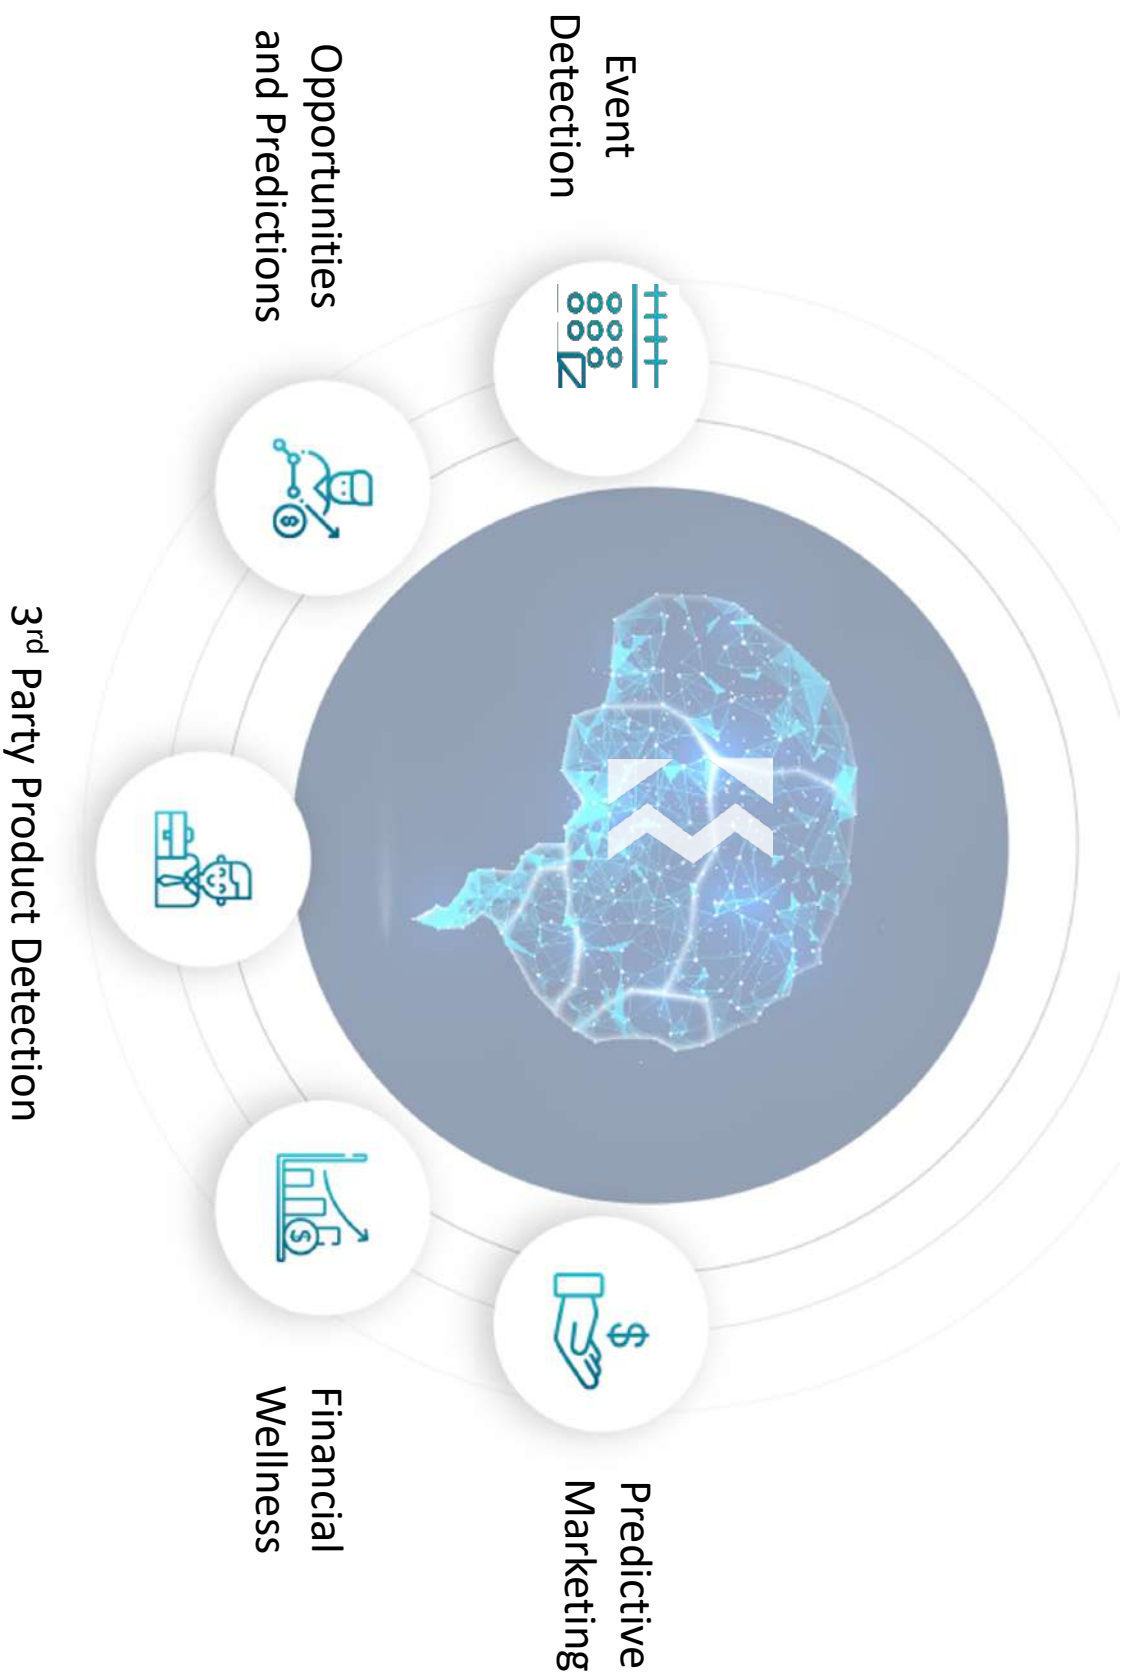 Event
Detection
Opportunities
and Predictions
3rd Party Product Detection
Financial
Wellness
Predictive
Marketing